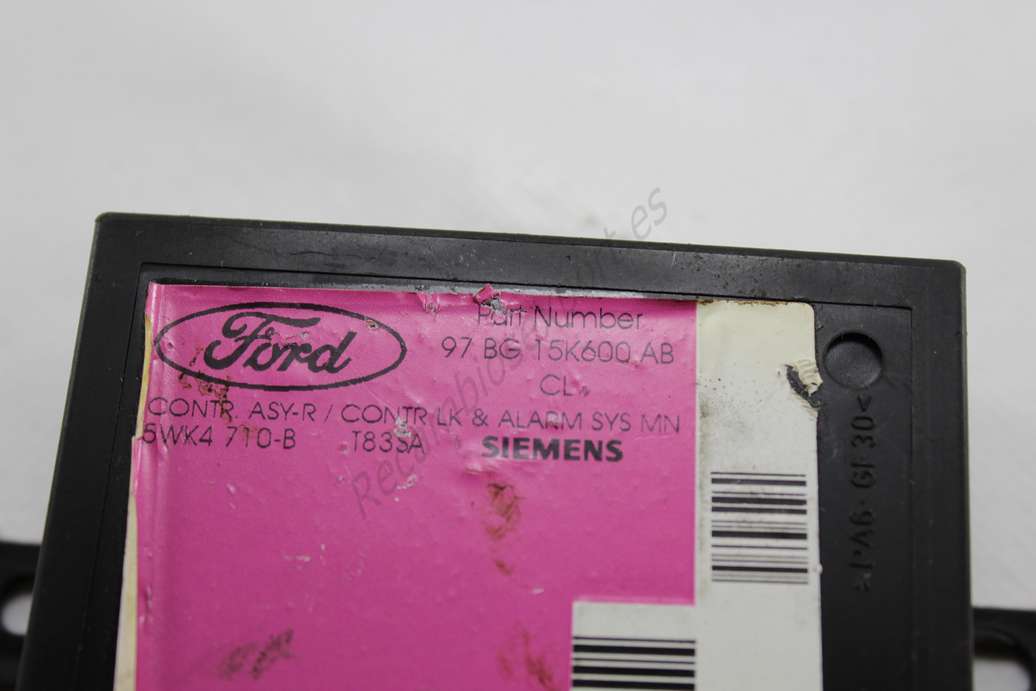 Ford
Part Number
97 BG 15K600 AB
CL
CONTR. ASY-R / CONTR LK & ALARM SYS MN
5WK4 710-B T83SA SIEMENS
>PA6-GF30<